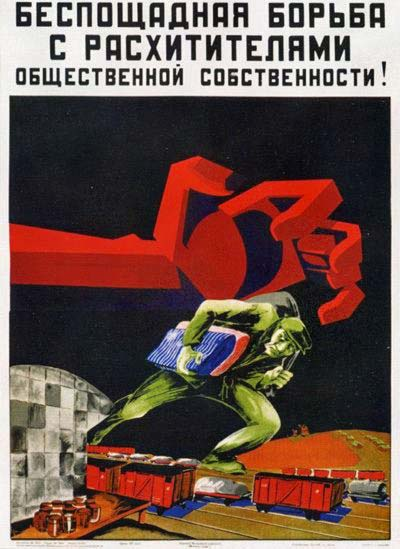 БЕСПОЩАДНАЯ БОРЬБА
С РАСХИТИТЕЛЯМИ
ОБЩЕСТВЕННОЙ СОБСТВЕННОСТИ!